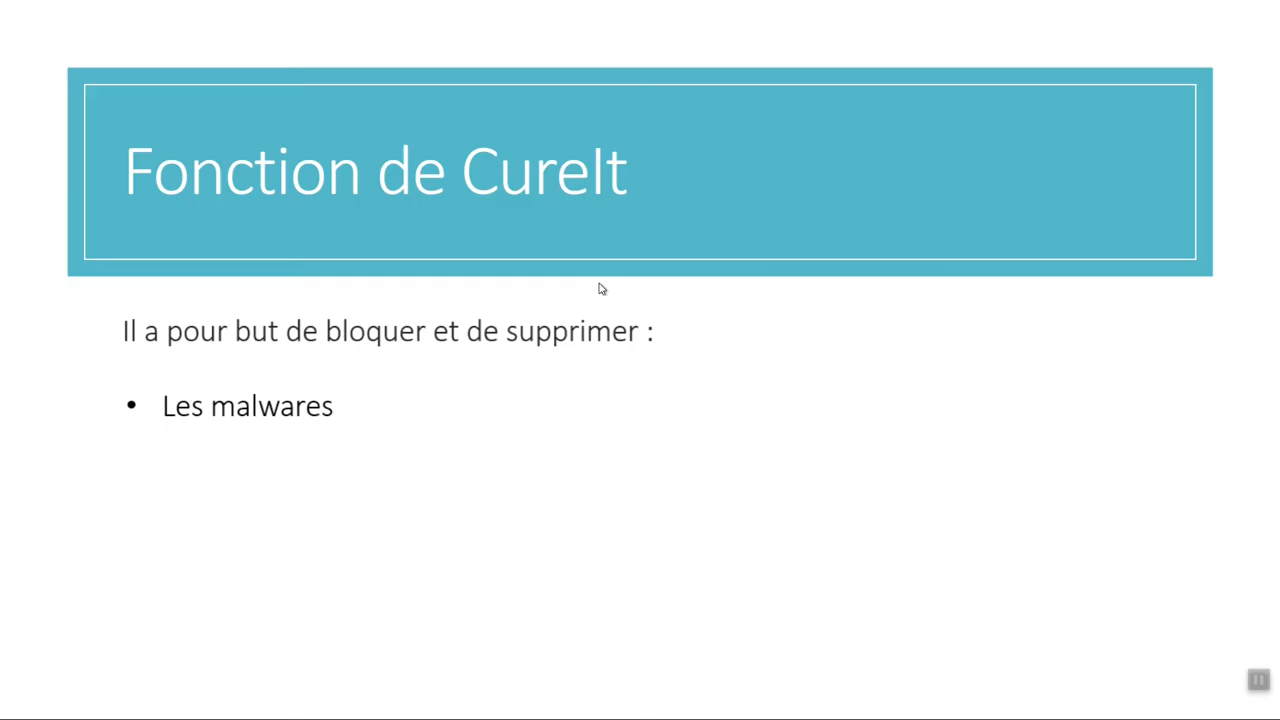 Fonction de CureIt
Il a pour but de bloquer et de supprimer :
• Les malwares